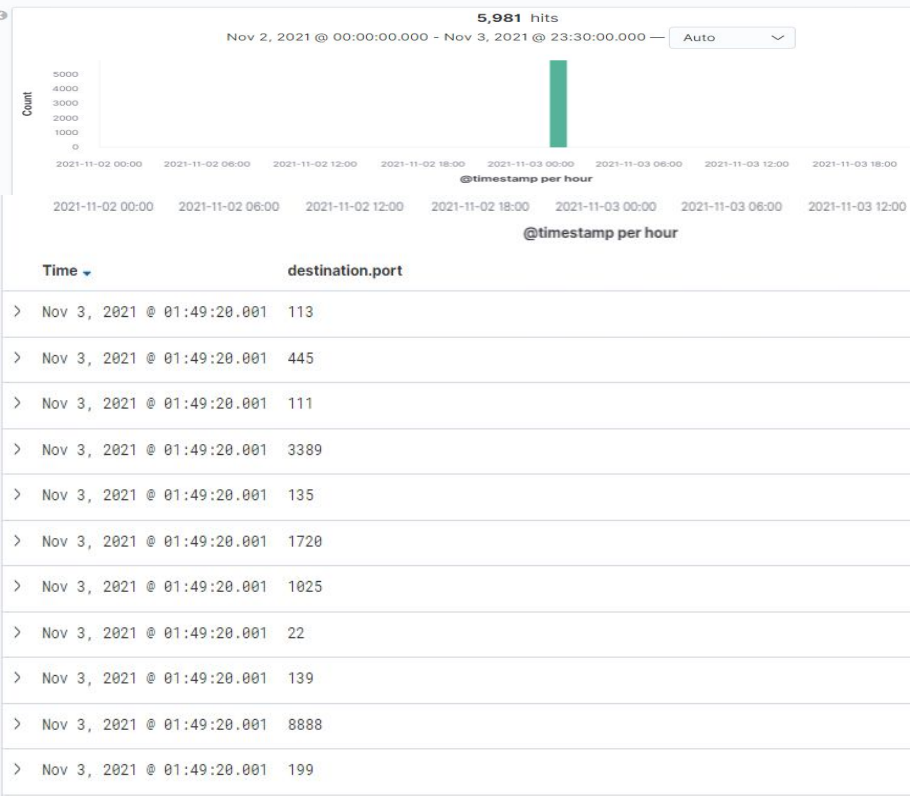 5,981 hits
Nov 2, 2021 @ 00:00:00.000 - Nov 3, 2021 @ 23:30:00.000 — Auto
Count
5000
4000
3000
2000
1000
0
2021-11-02 00:00 2021-11-02 06:00 2021-11-02 12:00 2021-11-02 18:00 2021-11-03 00:00 2021-11-03 06:00 2021-11-03 12:00 2021-11-03 18:00
@timestamp per hour
2021-11-02 00:00 2021-11-02 06:00 2021-11-02 12:00 2021-11-02 18:00 2021-11-03 00:00 2021-11-03 06:00 2021-11-03 12:00
@timestamp per hour
Time destination.port
Nov 3, 2021 @ 01:49:20.001 113
Nov 3, 2021 @ 01:49:20.001 445
Nov 3, 2021 @ 01:49:20.001 111
Nov 3, 2021 @ 01:49:20.001 3389
Nov 3, 2021 @ 01:49:20.001 135
Nov 3, 2021 @ 01:49:20.001 1720
Nov 3, 2021 @ 01:49:20.001 1025
Nov 3, 2021 @ 01:49:20.001 22
Nov 3, 2021 @ 01:49:20.001 139
Nov 3, 2021 @ 01:49:20.001 8888
Nov 3, 2021 @ 01:49:20.001 199